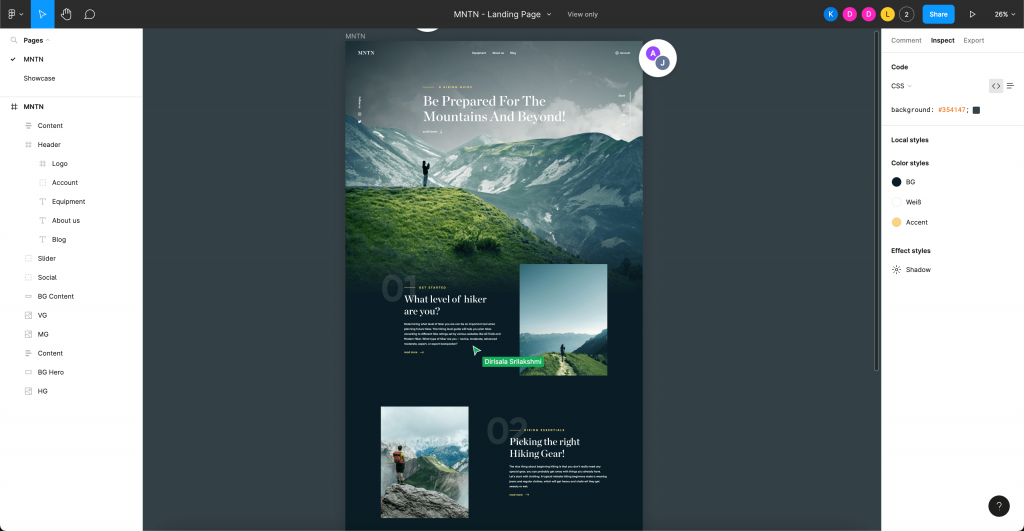 MNTN - Landing Page
View only
K
D
D
L
2
Share
26%
Pages
MNTN
Showcase
MNTN
Content
Header
Logo
Account
Equipment
About us
Blog
Slider
Social
BG Content
VG
MG
Content
BG Hero
HG
MNTN
MNTN
Equipment
About us
Blog
Account
A
J
A HIKING GUIDE
Be Prepared For The
Mountains And Beyond!
Start
01
GET STARTED
What level of hiker
are you?
read more
Dirisala Srilakshmi
02
HIKING ESSENTIALS
Picking the right
Hiking Gear!
read more
Comment
Inspect
Export
Code
CSS
background: #354147;
Local styles
Color styles
BG
Weiß
Accent
Effect styles
Shadow
?